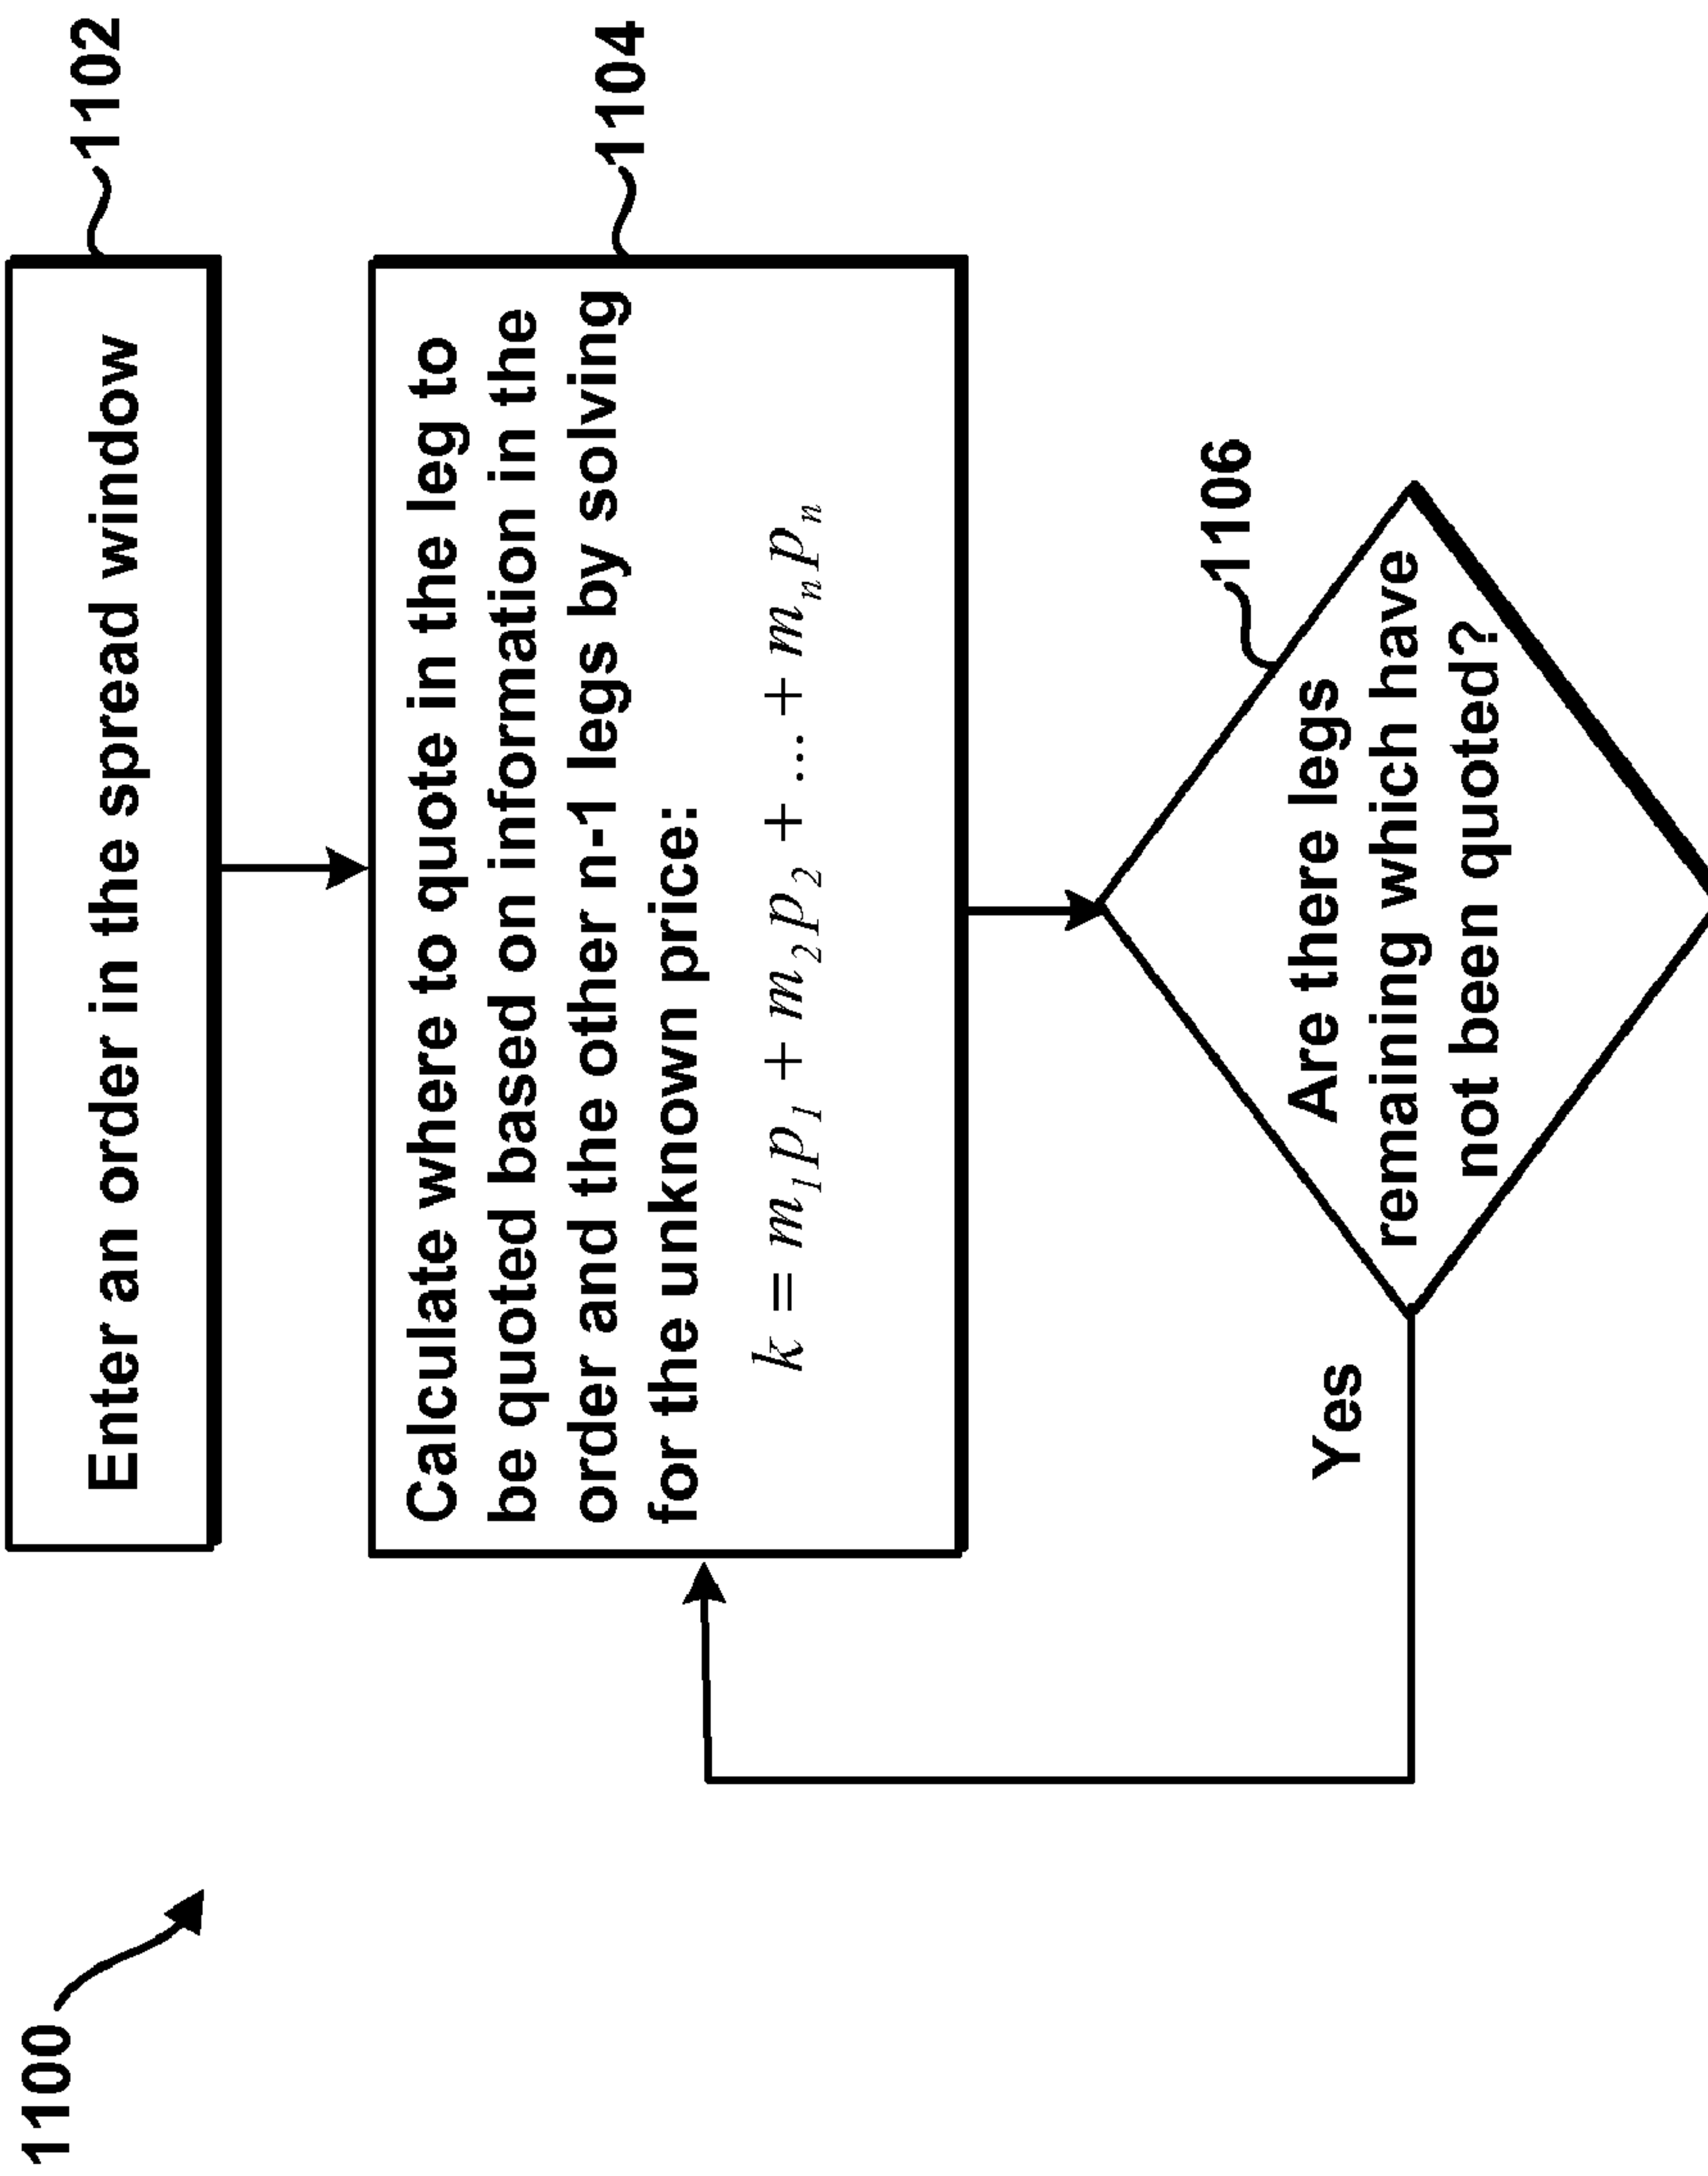 1100
Enter an order in the spread window
1102
Calculate where to quote in the leg to
be quoted based on information in the
order and the other n-1 legs by solving
for the unknown price:
k = m₁p₁ + m₂p₂ + ... + mₙpₙ
1104
1106
Are there legs
remaining which have
not been quoted?
Yes